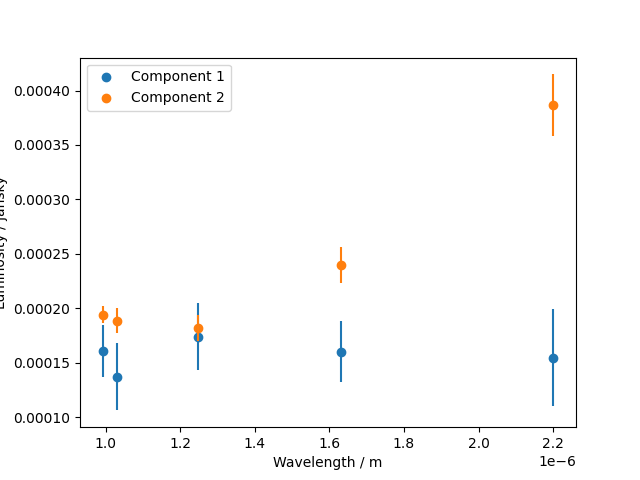 Component 1
Component 2
0.00040
0.00035
0.00030
0.00025
0.00020
0.00015
0.00010
Luminosity / Jansky
1.0 1.2 1.4 1.6 1.8 2.0 2.2
1e−6
Wavelength / m